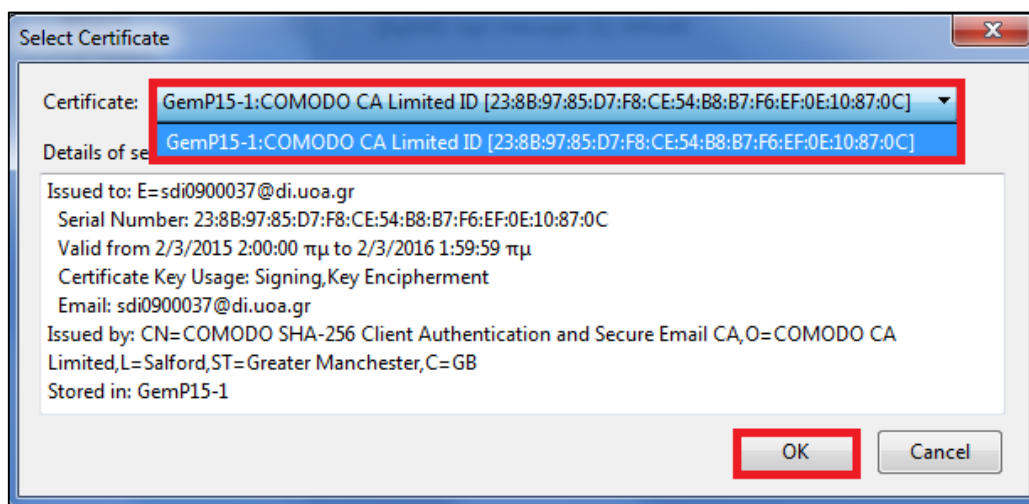 Select Certificate
Certificate: GemP15-1:COMODO CA Limited ID [23:8B:97:85:D7:F8:CE:54:B8:B7:F6:EF:0E:10:87:0C]
GemP15-1:COMODO CA Limited ID [23:8B:97:85:D7:F8:CE:54:B8:B7:F6:EF:0E:10:87:0C]
Details of se
Issued to: E=sdi0900037@di.uoa.gr
Serial Number: 23:8B:97:85:D7:F8:CE:54:B8:B7:F6:EF:0E:10:87:0C
Valid from 2/3/2015 2:00:00 πμ to 2/3/2016 1:59:59 πμ
Certificate Key Usage: Signing,Key Encipherment
Email: sdi0900037@di.uoa.gr
Issued by: CN=COMODO SHA-256 Client Authentication and Secure Email CA,O=COMODO CA
Limited,L=Salford,ST=Greater Manchester,C=GB
Stored in: GemP15-1
OK Cancel